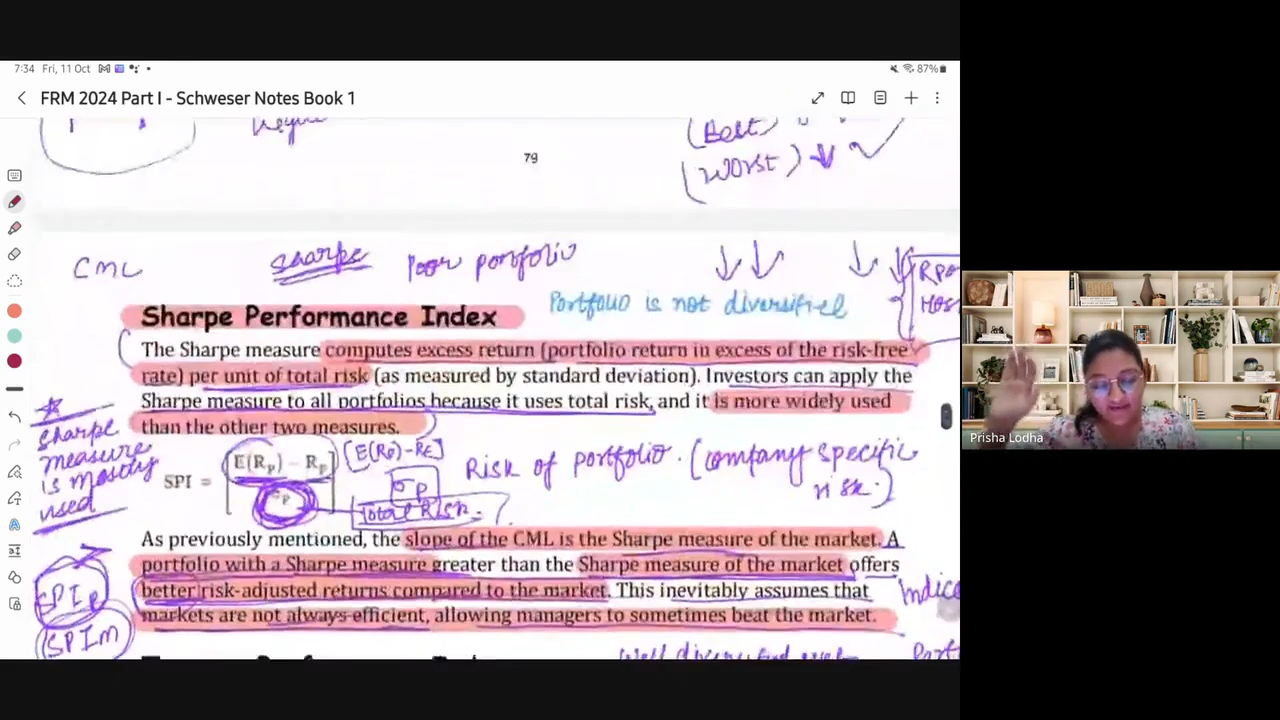 7:34 Fri, 11 Oct
87%
FRM 2024 Part I - Schweser Notes Book 1
(Best)
79
(Worst)
CML
Sharpe
Poor portfolio
Portfolio is not diversified
Sharpe Performance Index
The Sharpe measure computes excess return (portfolio return in excess of the risk-free
rate) per unit of total risk (as measured by standard deviation). Investors can apply the
Sharpe measure to all portfolios because it uses total risk, and it is more widely used
than the other two measures.
Sharpe
measure
is mostly
used
SPI = [E(RP) − RF / σP]
σp
Total Risk.
Risk of portfolio. (company specific
risk.)
As previously mentioned, the slope of the CML is the Sharpe measure of the market. A
portfolio with a Sharpe measure greater than the Sharpe measure of the market offers
better risk-adjusted returns compared to the market. This inevitably assumes that
markets are not always efficient, allowing managers to sometimes beat the market.
SPIp
SPIm
Prisha Lodha